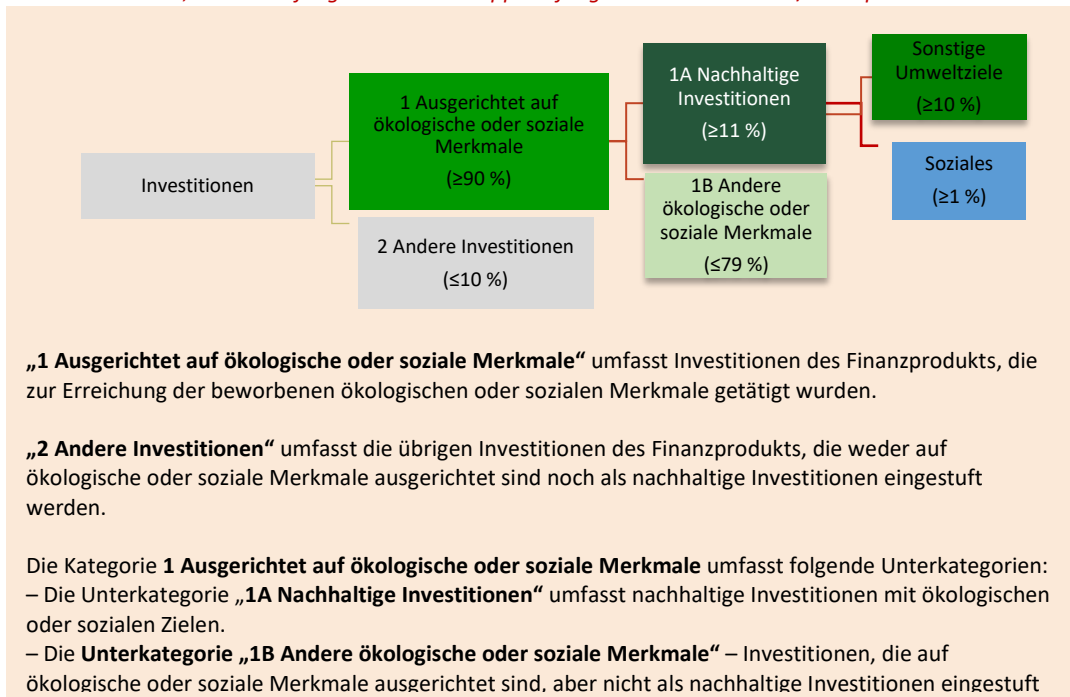 1 Ausgerichtet auf
ökologische oder soziale
Merkmale
(≥90 %)
1A Nachhaltige
Investitionen
(≥11 %)
Sonstige
Umweltziele
(≥10 %)
Investitionen
Soziales
(≥1 %)
2 Andere Investitionen
(≤10 %)
1B Andere
ökologische oder
soziale Merkmale
(≤79 %)
„1 Ausgerichtet auf ökologische oder soziale Merkmale“ umfasst Investitionen des Finanzprodukts, die
zur Erreichung der beworbenen ökologischen oder sozialen Merkmale getätigt wurden.
„2 Andere Investitionen“ umfasst die übrigen Investitionen des Finanzprodukts, die weder auf
ökologische oder soziale Merkmale ausgerichtet sind noch als nachhaltige Investitionen eingestuft
werden.
Die Kategorie 1 Ausgerichtet auf ökologische oder soziale Merkmale umfasst folgende Unterkategorien:
– Die Unterkategorie „1A Nachhaltige Investitionen“ umfasst nachhaltige Investitionen mit ökologischen
oder sozialen Zielen.
– Die Unterkategorie „1B Andere ökologische oder soziale Merkmale“ – Investitionen, die auf
ökologische oder soziale Merkmale ausgerichtet sind, aber nicht als nachhaltige Investitionen eingestuft